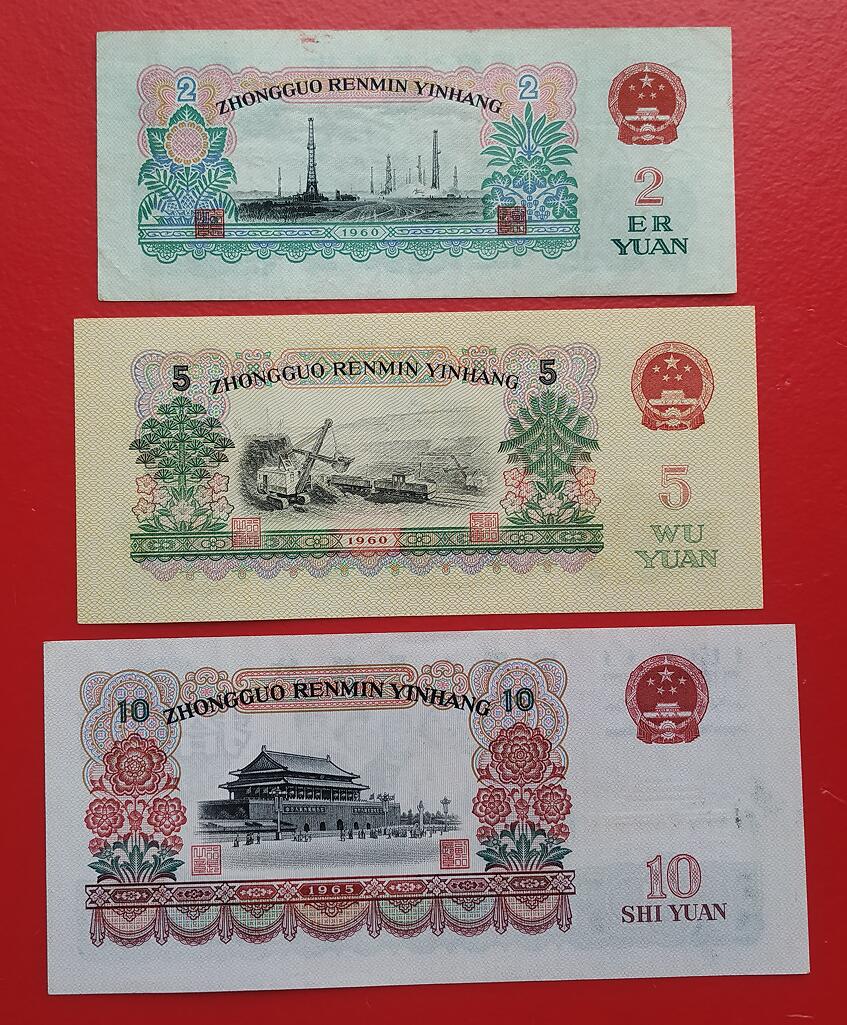 2 2
ZHONGGUO RENMIN YINHANG
1960
2
ER
YUAN
5 5
ZHONGGUO RENMIN YINHANG
1960
5
WU
YUAN
10 10
ZHONGGUO RENMIN YINHANG
1965
10
SHI YUAN